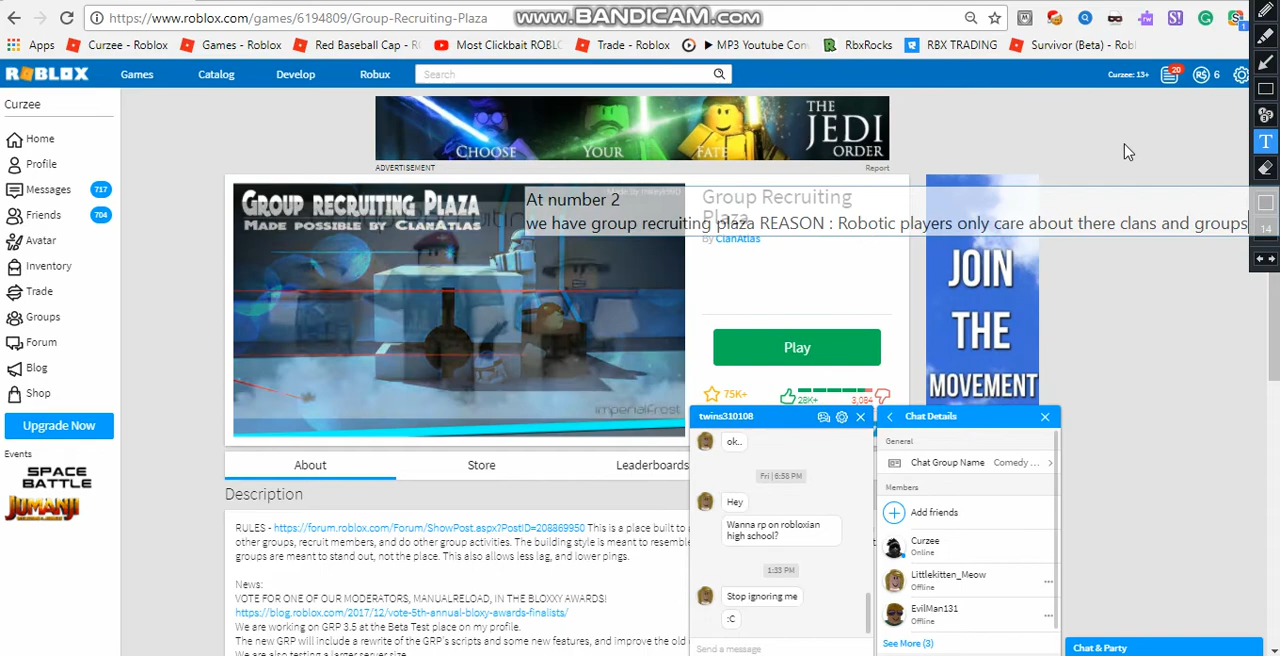 https://www.roblox.com/games/6194809/Group-Recruiting-Plaza
www.BANDICAM.com
Apps
Curzee - Roblox
Games - Roblox
Red Baseball Cap - R
Most Clickbait ROBL
Trade - Roblox
▶ MP3 Youtube Con
RbxRocks
RBX TRADING
Survivor (Beta) - Robl
ROBLOX
Games
Catalog
Develop
Robux
Search
Curzee: 13+
20
R$ 6
Curzee
Home
Profile
Messages 717
Friends 704
Avatar
Inventory
Trade
Groups
Forum
Blog
Shop
Upgrade Now
Events
SPACE BATTLE
JUMANJI
THE JEDI ORDER
CHOOSE YOUR FATE
ADVERTISEMENT
Report
GROUP RECRUITING PLAZA
MADE POSSIBLE BY CLANATLAS
imperialfrost
At number 2
we have group recruiting plaza REASON : Robotic players only care about there clans and groups
14
Group Recruiting Plaza
By ClanAtlas
Play
75K+
28K+
3,084
JOIN
THE
MOVEMENT
About
Store
Leaderboards
Description
RULES - https://forum.roblox.com/Forum/ShowPost.aspx?PostID=208869950 This is a place built to
other groups, recruit members, and do other group activities. The building style is meant to resemble
groups are meant to stand out, not the place. This also allows less lag, and lower pings.
News:
VOTE FOR ONE OF OUR MODERATORS, MANUALRELOAD, IN THE BLOXXY AWARDS!
https://blog.roblox.com/2017/12/vote-5th-annual-bloxy-awards-finalists/
We are working on GRP 3.5 at the Beta Test place on my profile.
The new GRP will include a rewrite of the GRP's scripts and some new features, and improve the old
We are also testing a larger server size.
twins310108
ok..
Fri | 6:58 PM
Hey
Wanna rp on robloxian
high school?
1:33 PM
Stop ignoring me
:C
Send a message
Chat Details
General
Chat Group Name
Comedy ...
Members
Add friends
Curzee
Online
Littlekitten_Meow
Offline
EvilMan131
Offline
See More (3)
Chat & Party